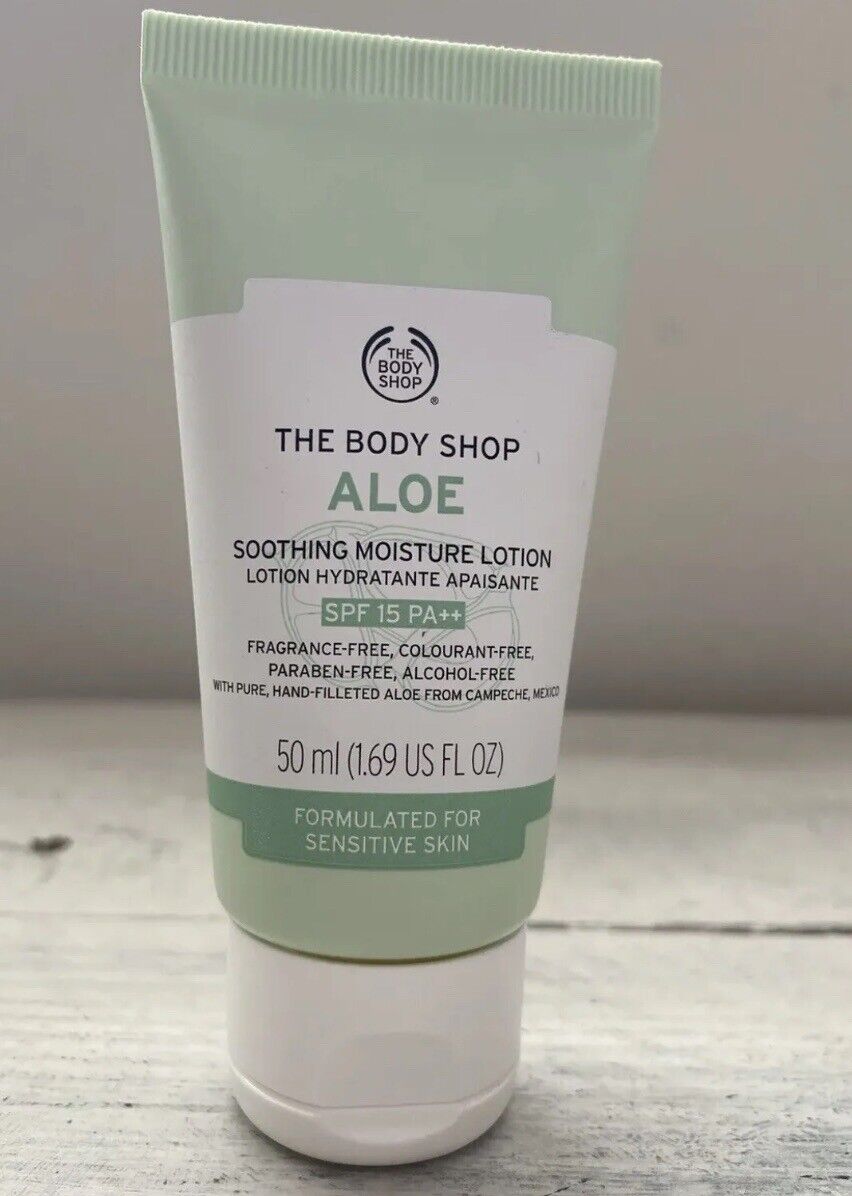 THE
BODY
SHOP
®
THE BODY SHOP
ALOE
SOOTHING MOISTURE LOTION
LOTION HYDRATANTE APAISANTE
SPF 15 PA++
FRAGRANCE-FREE, COLOURANT-FREE,
PARABEN-FREE, ALCOHOL-FREE
WITH PURE, HAND-FILLETED ALOE FROM CAMPECHE, MEXICO
50 ml (1.69 US FL OZ)
FORMULATED FOR
SENSITIVE SKIN